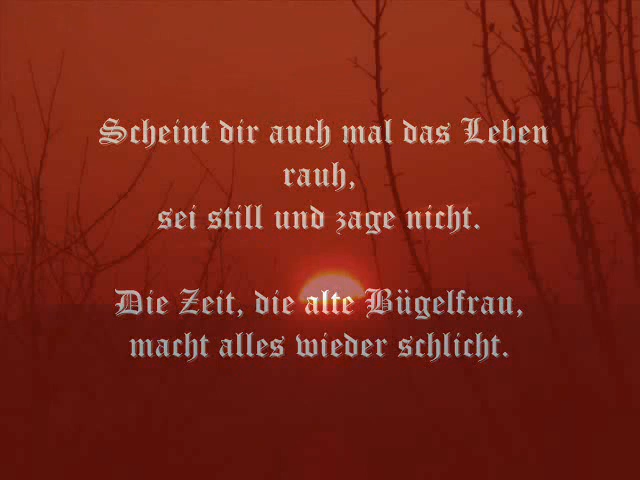 Scheint dir auch mal das Leben
rauh,
sei still und zage nicht.
Die Zeit, die alte Bügelfrau,
macht alles wieder schlicht.